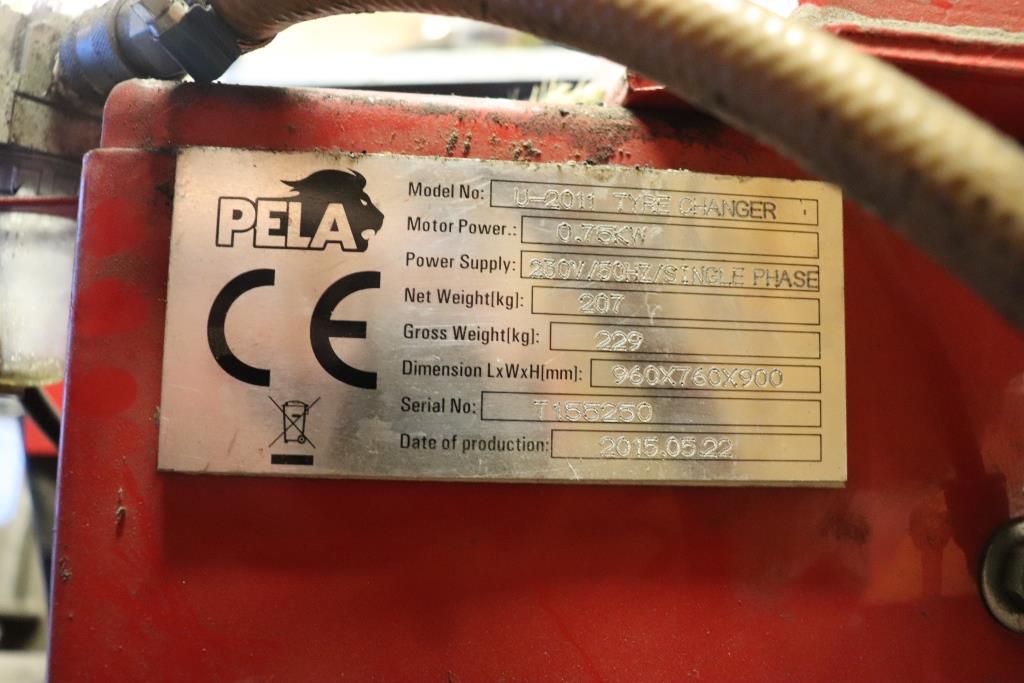 PELA
CE
Model No: U-2011 TYRE CHANGER
Motor Power.: 0.75KW
Power Supply: 230V/50HZ/SINGLE PHASE
Net Weight(kg): 207
Gross Weight(kg): 229
Dimension LxWxH(mm): 960X760X900
Serial No: T155250
Date of production: 2015.05.22